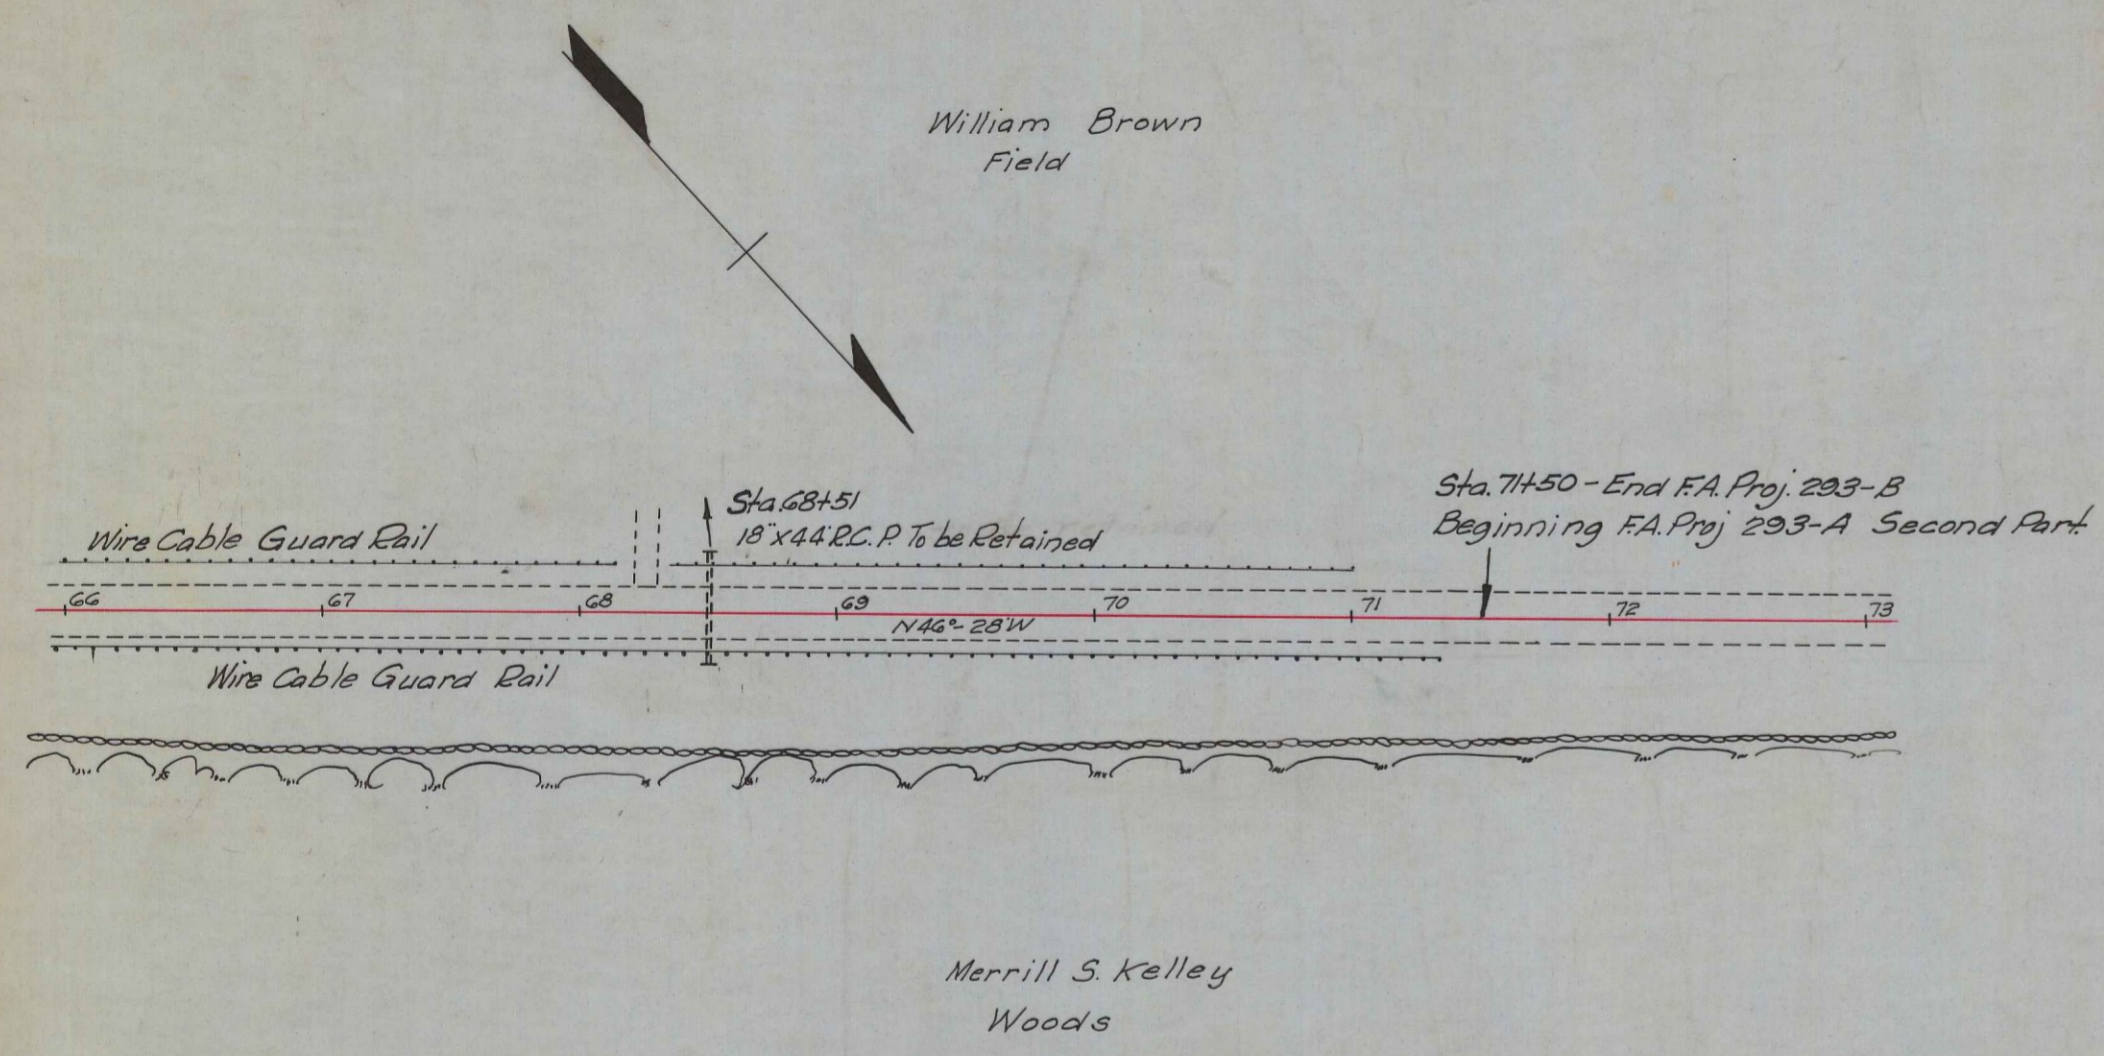 William Brown
Field
Sta. 71+50 - End F.A. Proj. 293-B
Beginning F.A. Proj 293-A Second Part.
Sta. 68+51
18"x44' R.C.P. To be Retained
Wire Cable Guard Rail
66 67 68 69 70 71 72 73
N46°-28'W
Wire Cable Guard Rail
Merrill S. Kelley
Woods